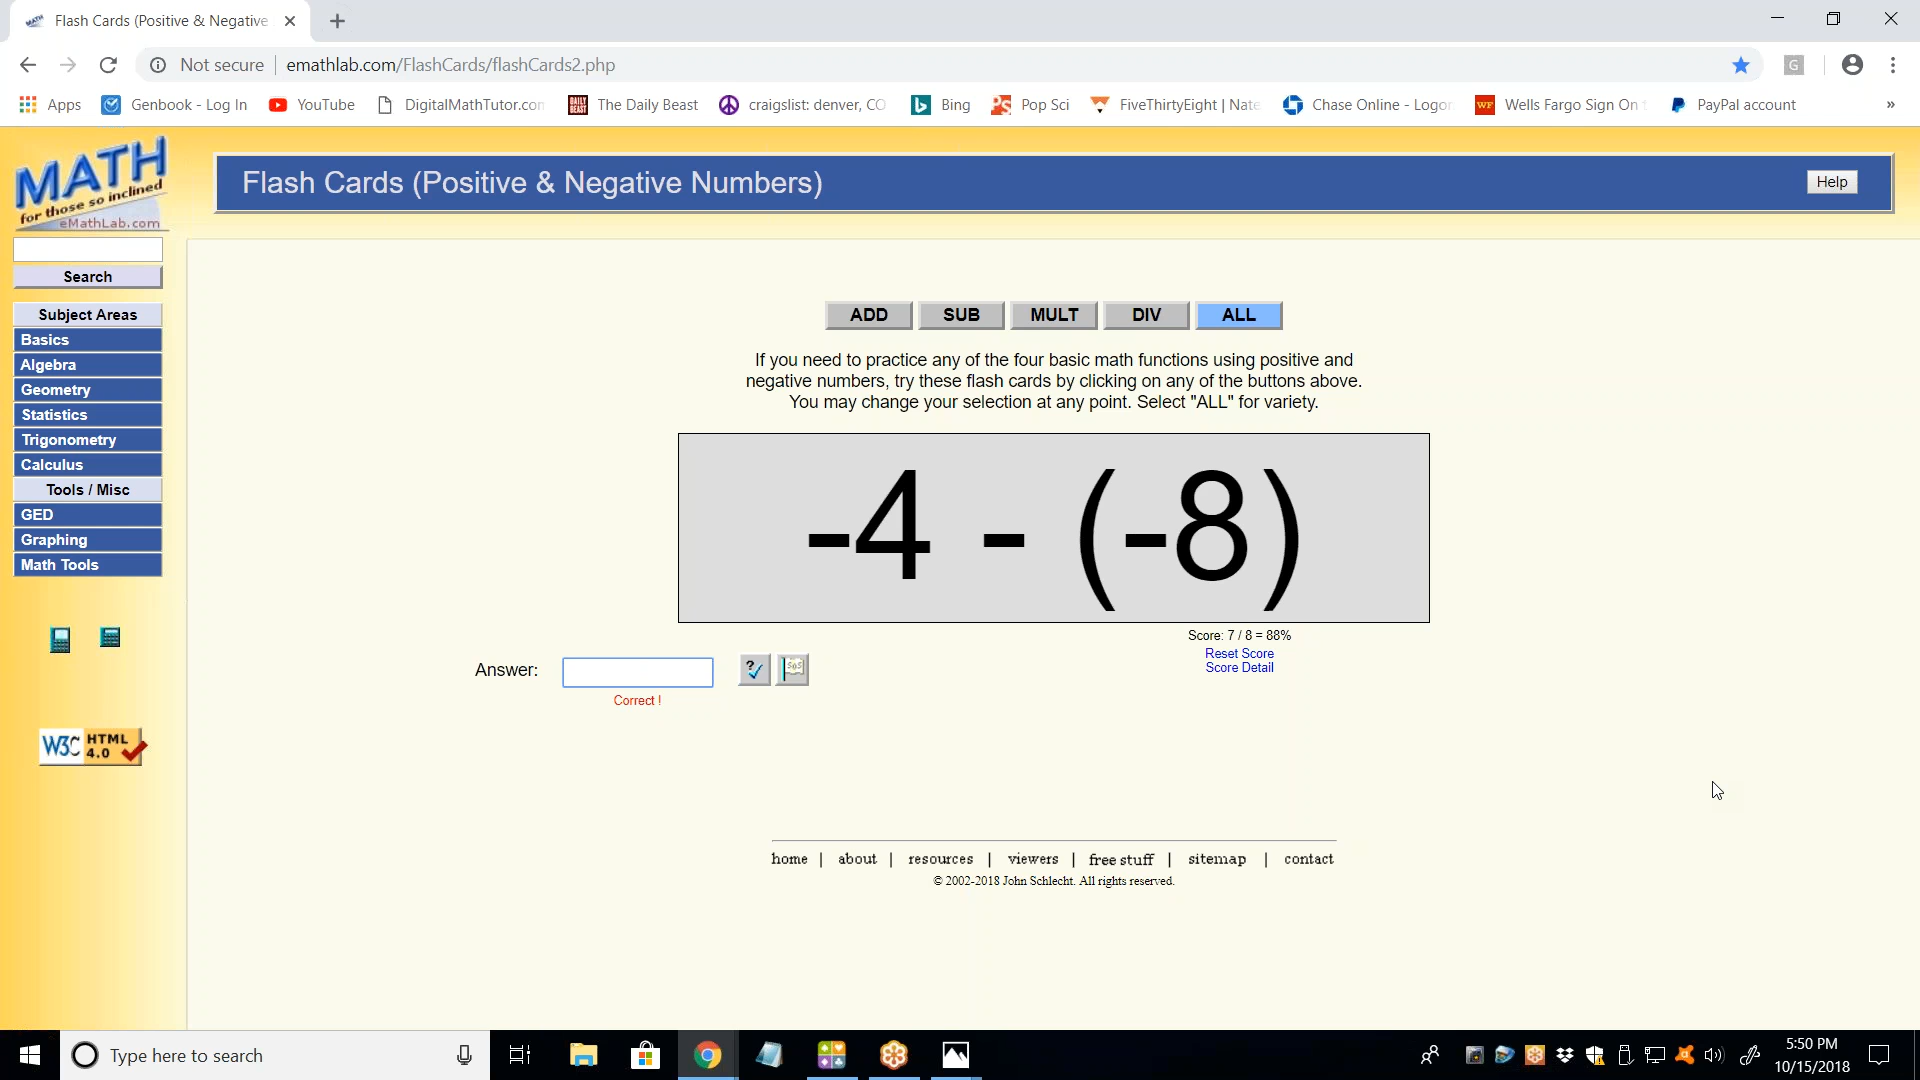 Flash Cards (Positive & Negative
Not secure | emathlab.com/FlashCards/flashCards2.php
Apps Genbook - Log In YouTube DigitalMathTutor.con The Daily Beast craigslist: denver, CO Bing Pop Sci FiveThirtyEight | Nate Chase Online - Logon Wells Fargo Sign On PayPal account »
MATH
for those so inclined
eMathLab.com
Flash Cards (Positive & Negative Numbers)
Help
Search
Subject Areas
Basics
Algebra
Geometry
Statistics
Trigonometry
Calculus
Tools / Misc
GED
Graphing
Math Tools
W3C HTML 4.0
ADD SUB MULT DIV ALL
If you need to practice any of the four basic math functions using positive and
negative numbers, try these flash cards by clicking on any of the buttons above.
You may change your selection at any point. Select "ALL" for variety.
-4 - (-8)
Score: 7 / 8 = 88%
Reset Score
Score Detail
Answer:
Correct !
home | about | resources | viewers | free stuff | sitemap | contact
© 2002-2018 John Schlecht. All rights reserved.
Type here to search
5:50 PM
10/15/2018